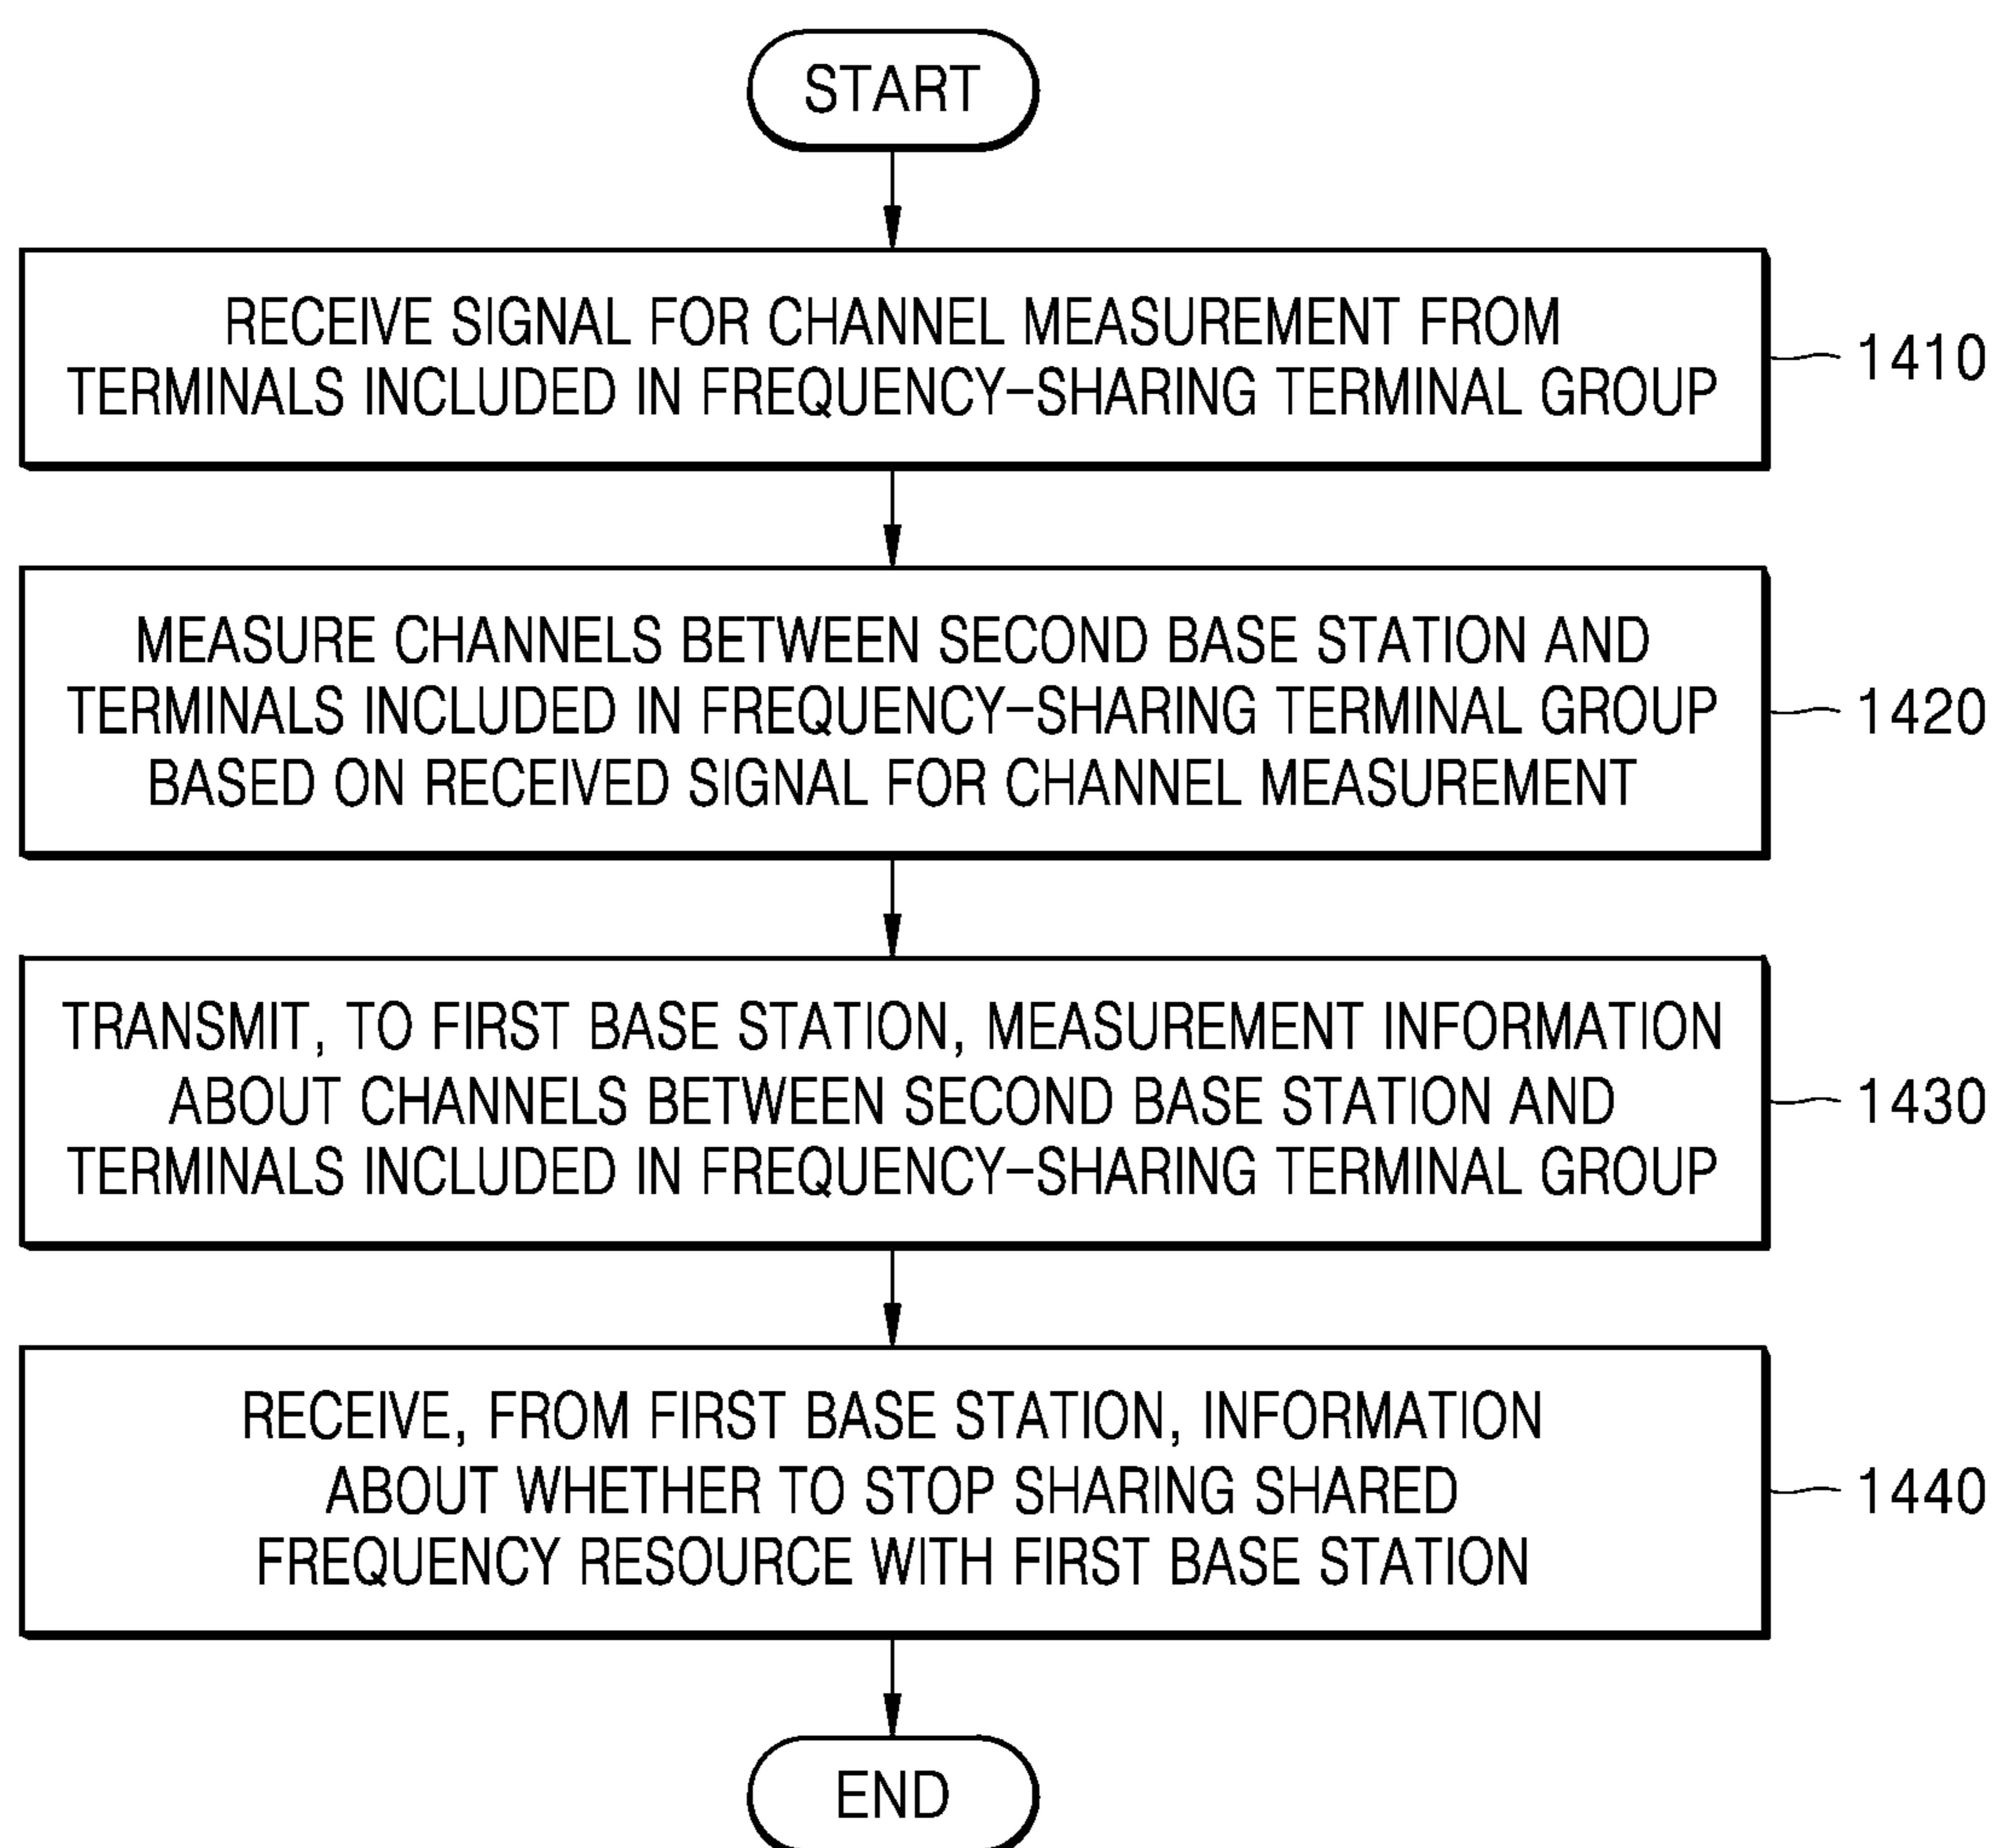 START
RECEIVE SIGNAL FOR CHANNEL MEASUREMENT FROM
TERMINALS INCLUDED IN FREQUENCY-SHARING TERMINAL GROUP
1410
MEASURE CHANNELS BETWEEN SECOND BASE STATION AND
TERMINALS INCLUDED IN FREQUENCY-SHARING TERMINAL GROUP
BASED ON RECEIVED SIGNAL FOR CHANNEL MEASUREMENT
1420
TRANSMIT, TO FIRST BASE STATION, MEASUREMENT INFORMATION
ABOUT CHANNELS BETWEEN SECOND BASE STATION AND
TERMINALS INCLUDED IN FREQUENCY-SHARING TERMINAL GROUP
1430
RECEIVE, FROM FIRST BASE STATION, INFORMATION
ABOUT WHETHER TO STOP SHARING SHARED
FREQUENCY RESOURCE WITH FIRST BASE STATION
1440
END